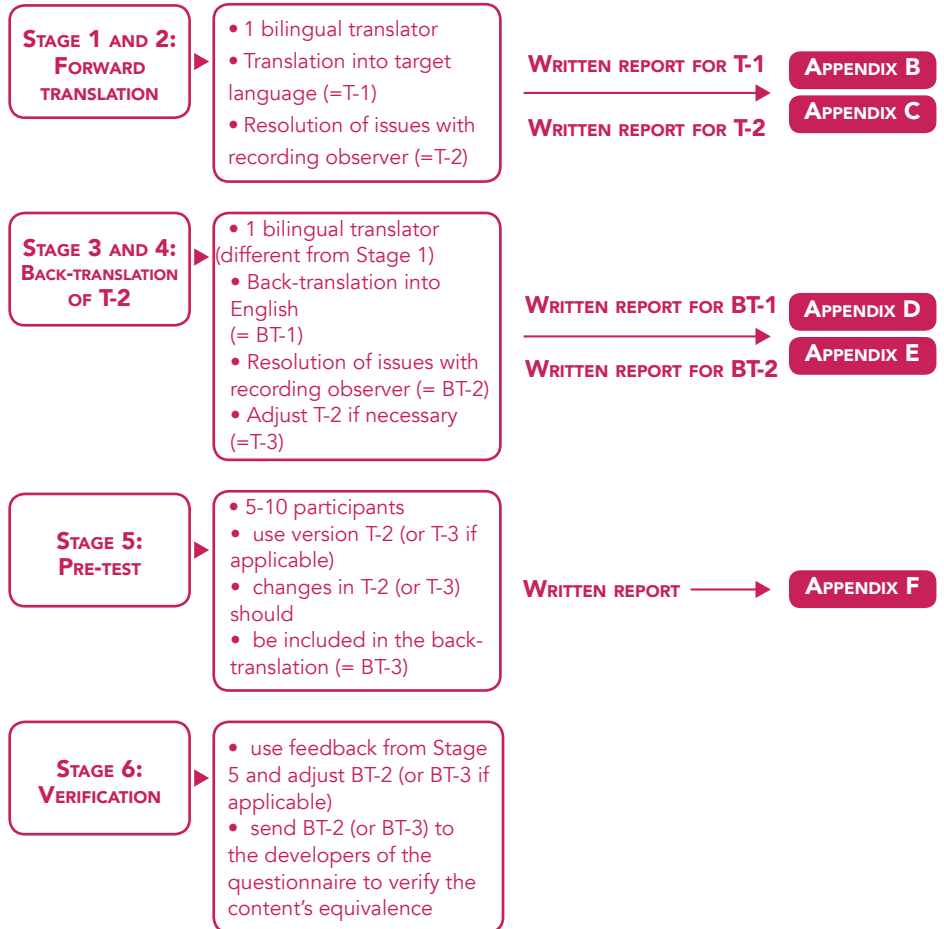 STAGE 1 AND 2:
FORWARD
TRANSLATION
• 1 bilingual translator
• Translation into target
language (=T-1)
• Resolution of issues with
recording observer (=T-2)
WRITTEN REPORT FOR T-1
WRITTEN REPORT FOR T-2
APPENDIX B
APPENDIX C
STAGE 3 AND 4:
BACK-TRANSLATION
OF T-2
• 1 bilingual translator
(different from Stage 1)
• Back-translation into
English
(= BT-1)
• Resolution of issues with
recording observer (= BT-2)
• Adjust T-2 if necessary
(=T-3)
WRITTEN REPORT FOR BT-1
WRITTEN REPORT FOR BT-2
APPENDIX D
APPENDIX E
STAGE 5:
PRE-TEST
• 5-10 participants
• use version T-2 (or T-3 if
applicable)
• changes in T-2 (or T-3)
should
• be included in the back-
translation (= BT-3)
WRITTEN REPORT
APPENDIX F
STAGE 6:
VERIFICATION
• use feedback from Stage
5 and adjust BT-2 (or BT-3 if
applicable)
• send BT-2 (or BT-3) to
the developers of the
questionnaire to verify the
content's equivalence